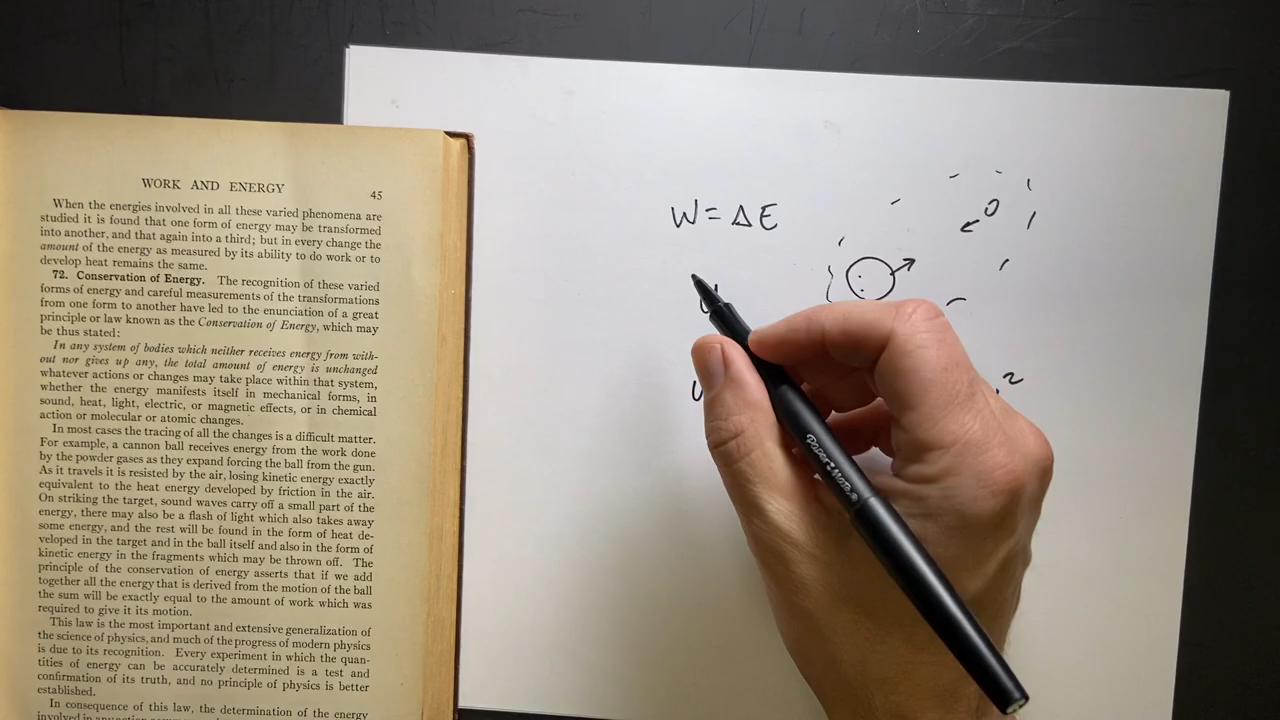 WORK AND ENERGY 45
When the energies involved in all these varied phenomena are
studied it is found that one form of energy may be transformed
into another, and that again into a third; but in every change the
amount of the energy as measured by its ability to do work or to
develop heat remains the same.
72. Conservation of Energy. The recognition of these varied
forms of energy and careful measurements of the transformations
from one form to another have led to the enunciation of a great
principle or law known as the Conservation of Energy, which may
be thus stated:
In any system of bodies which neither receives energy from with-
out nor gives up any, the total amount of energy is unchanged
whatever actions or changes may take place within that system,
whether the energy manifests itself in mechanical forms, in
sound, heat, light, electric, or magnetic effects, or in chemical
action or molecular or atomic changes.
In most cases the tracing of all the changes is a difficult matter.
For example, a cannon ball receives energy from the work done
by the powder gases as they expand forcing the ball from the gun.
As it travels it is resisted by the air, losing kinetic energy exactly
equivalent to the heat energy developed by friction in the air.
On striking the target, sound waves carry off a small part of the
energy, there may also be a flash of light which also takes away
some energy, and the rest will be found in the form of heat de-
veloped in the target and in the ball itself and also in the form of
kinetic energy in the fragments which may be thrown off. The
principle of the conservation of energy asserts that if we add
together all the energy that is derived from the motion of the ball
the sum will be exactly equal to the amount of work which was
required to give it its motion.
This law is the most important and extensive generalization of
the science of physics, and much of the progress of modern physics
is due to its recognition. Every experiment in which the quan-
tities of energy can be accurately determined is a test and
confirmation of its truth, and no principle of physics is better
established.
In consequence of this law, the determination of the energy
involved in any
W = Δ E
2
PAPER MATE®